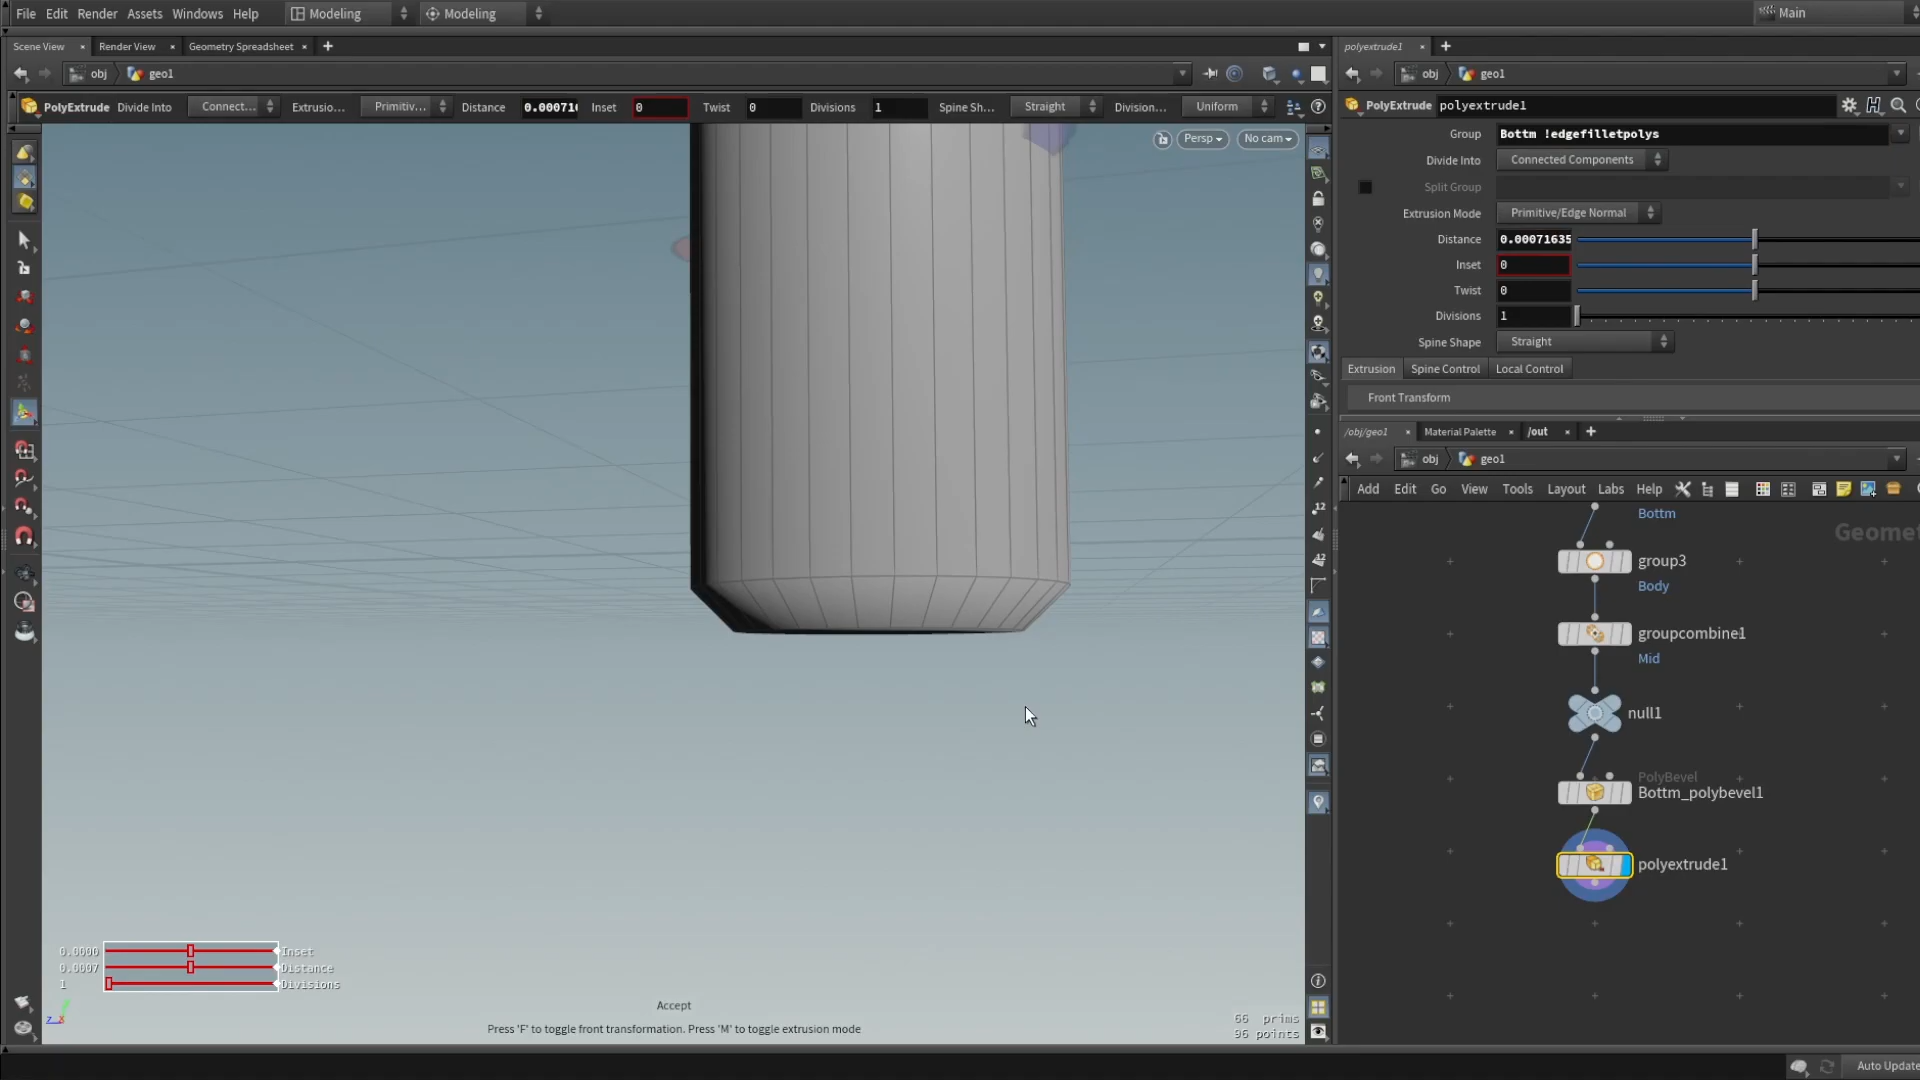 File Edit Render Assets Windows Help Modeling Modeling Main
Scene View Render View Geometry Spreadsheet polyextrude1
obj geo1 obj geo1
PolyExtrude Divide Into Connect... Extrusio... Primitiv... Distance 0.00071 Inset 0 Twist 0 Divisions 1 Spine Sh... Straight Division... Uniform
PolyExtrude polyextrude1
Persp No cam
Group Bottm !edgefilletpolys
Divide Into Connected Components
Split Group
Extrusion Mode Primitive/Edge Normal
Distance 0.00071635
Inset 0
Twist 0
Divisions 1
Spine Shape Straight
Extrusion Spine Control Local Control
Front Transform
/obj/geo1 Material Palette /out
obj geo1
Add Edit Go View Tools Layout Labs Help
Bottm
Geomet
group3
Body
groupcombine1
Mid
null1
PolyBevel
Bottm_polybevel1
polyextrude1
12
12
0.0000 Inset
0.0007 Distance
1 Divisions
z x
Accept
Press 'F' to toggle front transformation. Press 'M' to toggle extrusion mode
66 prims
96 points
Auto Update